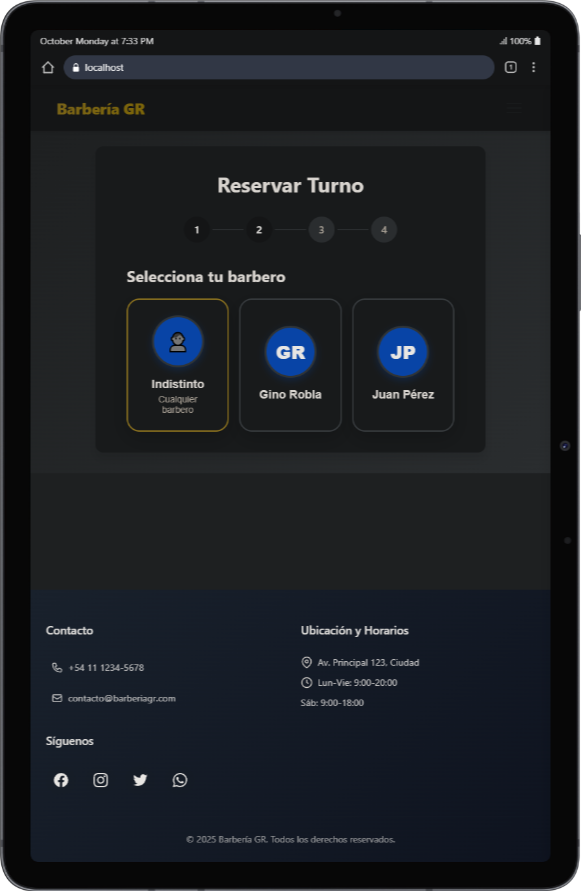 October Monday at 7:33 PM
100%
localhost
1
Barbería GR
Reservar Turno
1 2 3 4
Selecciona tu barbero
Indistinto
Cualquier
barbero
GR
Gino Robla
JP
Juan Pérez
Contacto
+54 11 1234-5678
contacto@barberiagr.com
Ubicación y Horarios
Av. Principal 123, Ciudad
Lun-Vie: 9:00-20:00
Sáb: 9:00-18:00
Síguenos
© 2025 Barbería GR. Todos los derechos reservados.